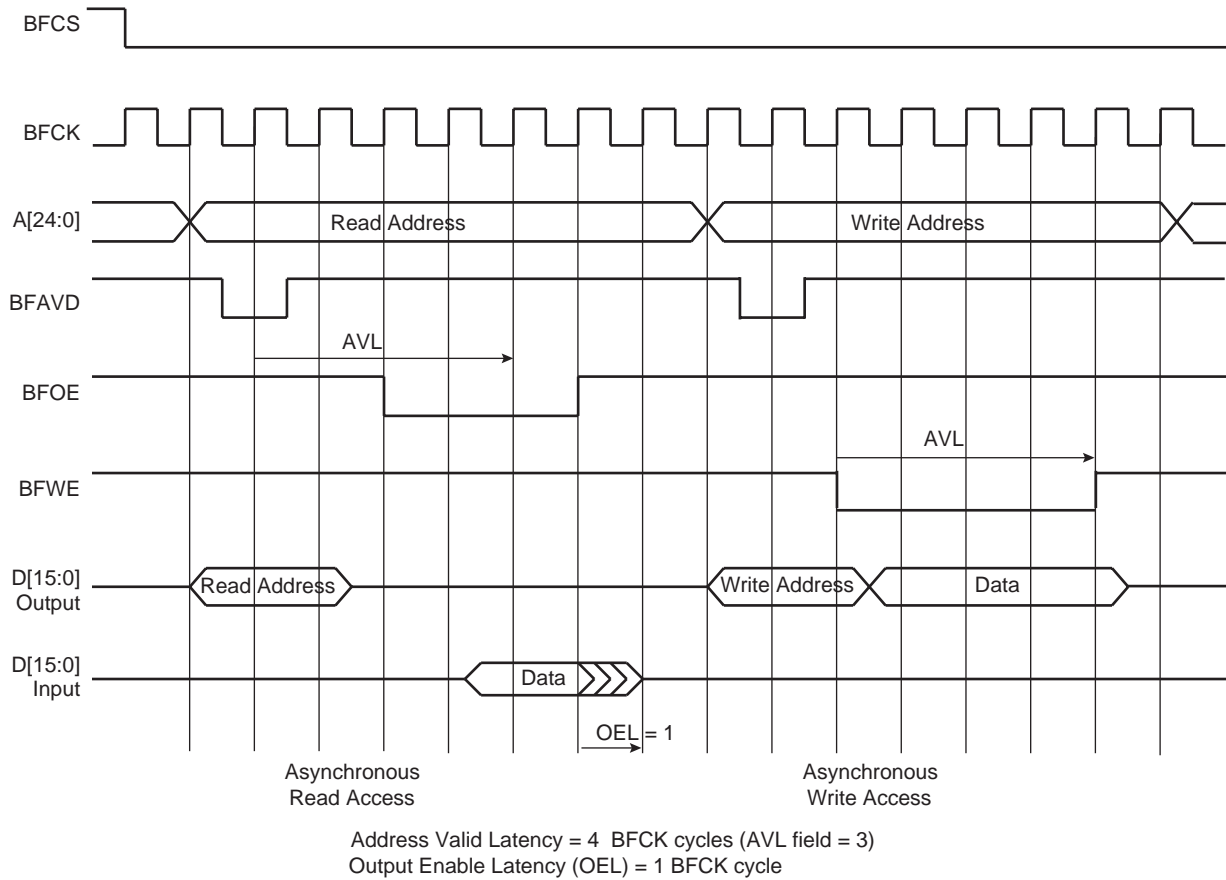 BFCS
BFCK
A[24:0]
Read Address
Write Address
BFAVD
AVL
BFOE
AVL
BFWE
D[15:0]
Output
Read Address
Write Address
Data
D[15:0]
Input
Data
OEL = 1
Asynchronous
Read Access
Asynchronous
Write Access
Address Valid Latency = 4 BFCK cycles (AVL field = 3)
Output Enable Latency (OEL) = 1 BFCK cycle